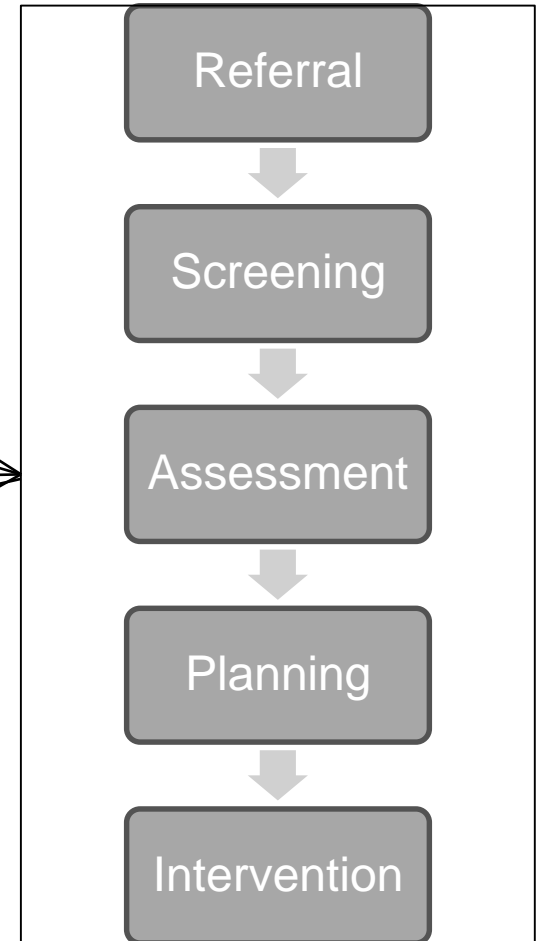 Referral
Screening
Assessment
Planning
Intervention